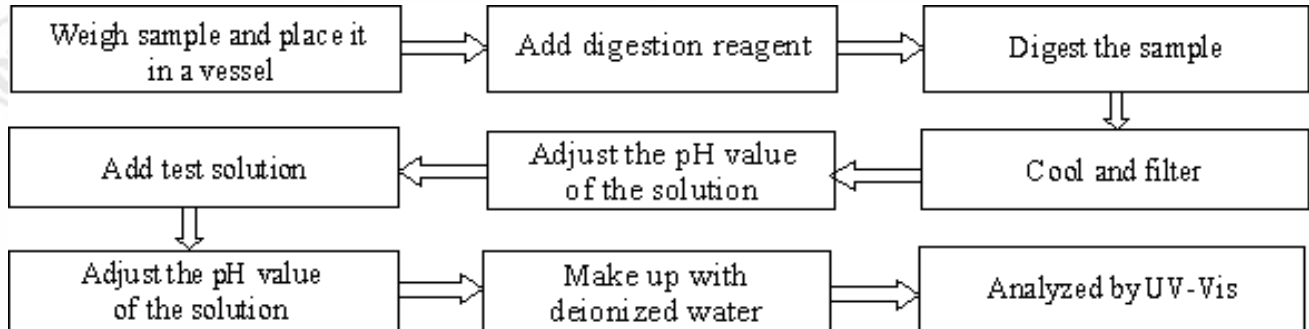 Weigh sample and place it
in a vessel
Add digestion reagent
Digest the sample
Cool and filter
Adjust the pH value
of the solution
Add test solution
Adjust the pH value
of the solution
Make up with
deionized water
Analyzed by UV-Vis